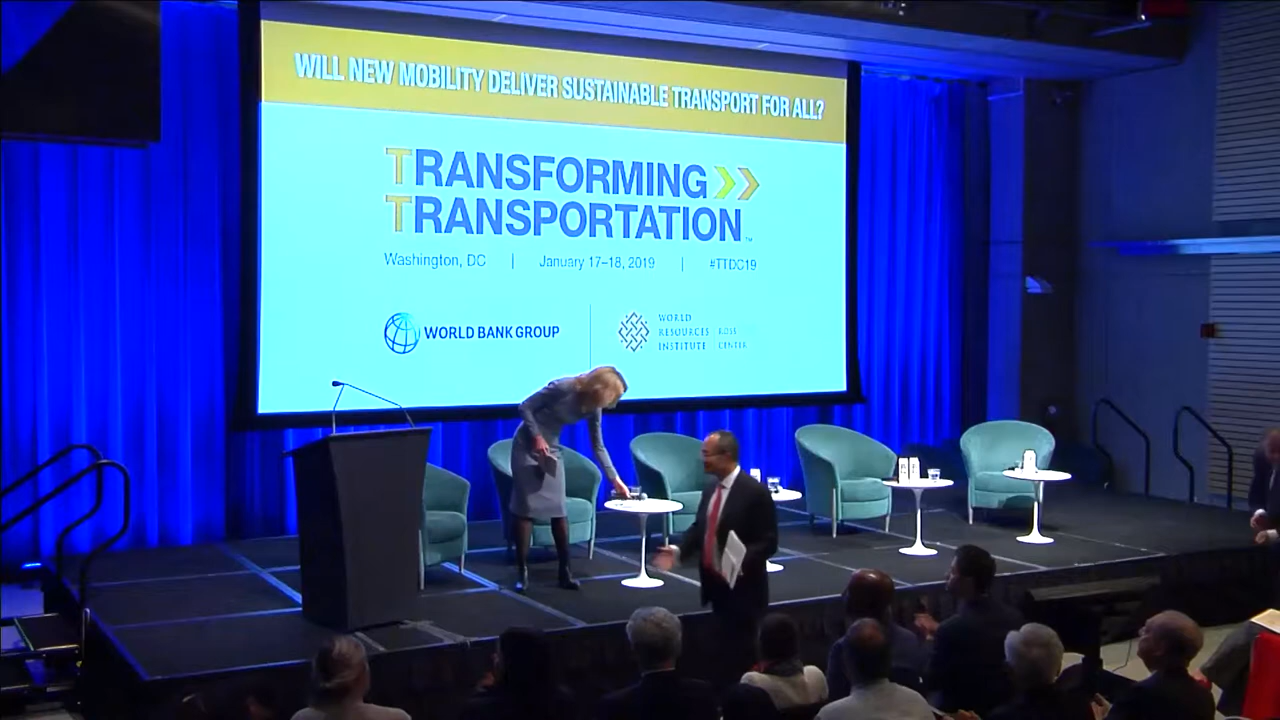 WILL NEW MOBILITY DELIVER SUSTAINABLE TRANSPORT FOR ALL?
TRANSFORMING
TRANSPORTATION
Washington, DC | January 17–18, 2019 | #TTDC19
WORLD BANK GROUP
WORLD
RESOURCES
INSTITUTE
ROSS
CENTER